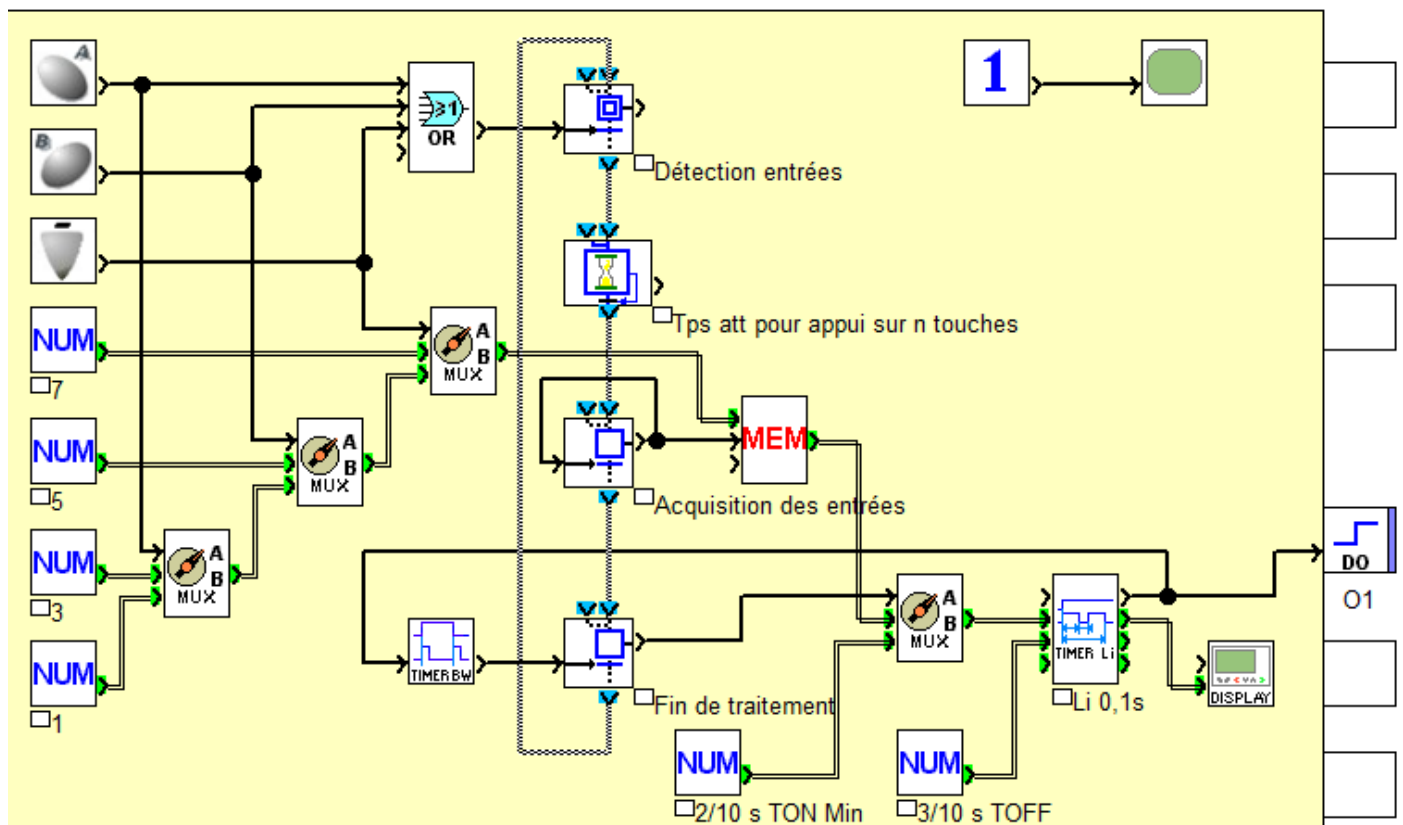 A
B
≥1
OR
1
Détection entrées
Tps att pour appui sur n touches
NUM
7
A
B
MUX
NUM
5
A
B
MUX
MEM
Acquisition des entrées
NUM
3
A
B
MUX
NUM
1
TIMER BW
Fin de traitement
A
B
MUX
TIMER Li
Li 0,1s
DISPLAY
DO
O1
NUM
2/10 s TON Min
NUM
3/10 s TOFF